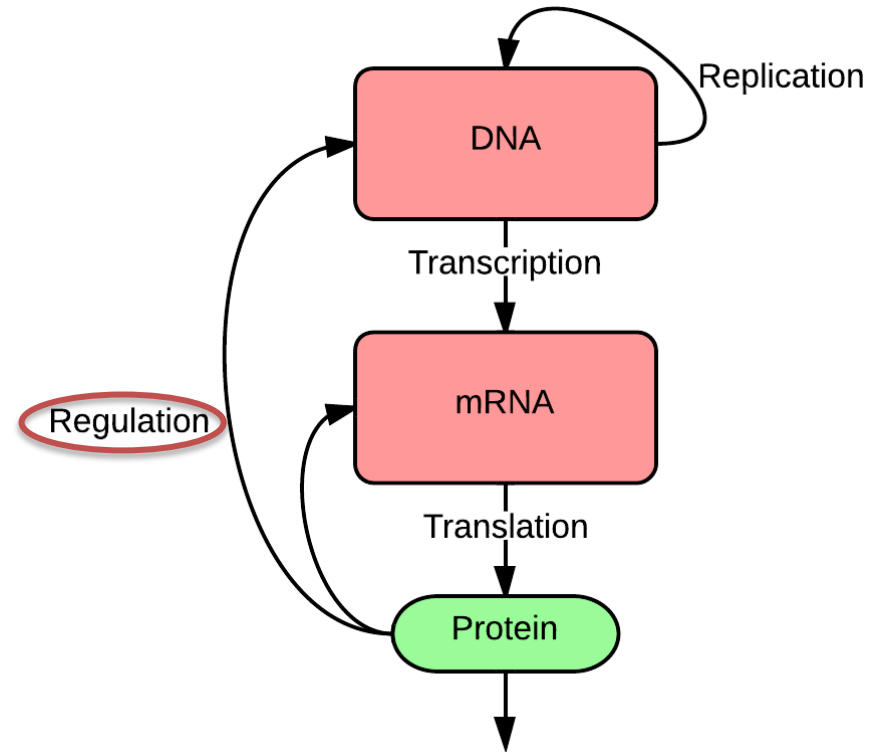 Replication
DNA
Transcription
mRNA
Regulation
Translation
Protein